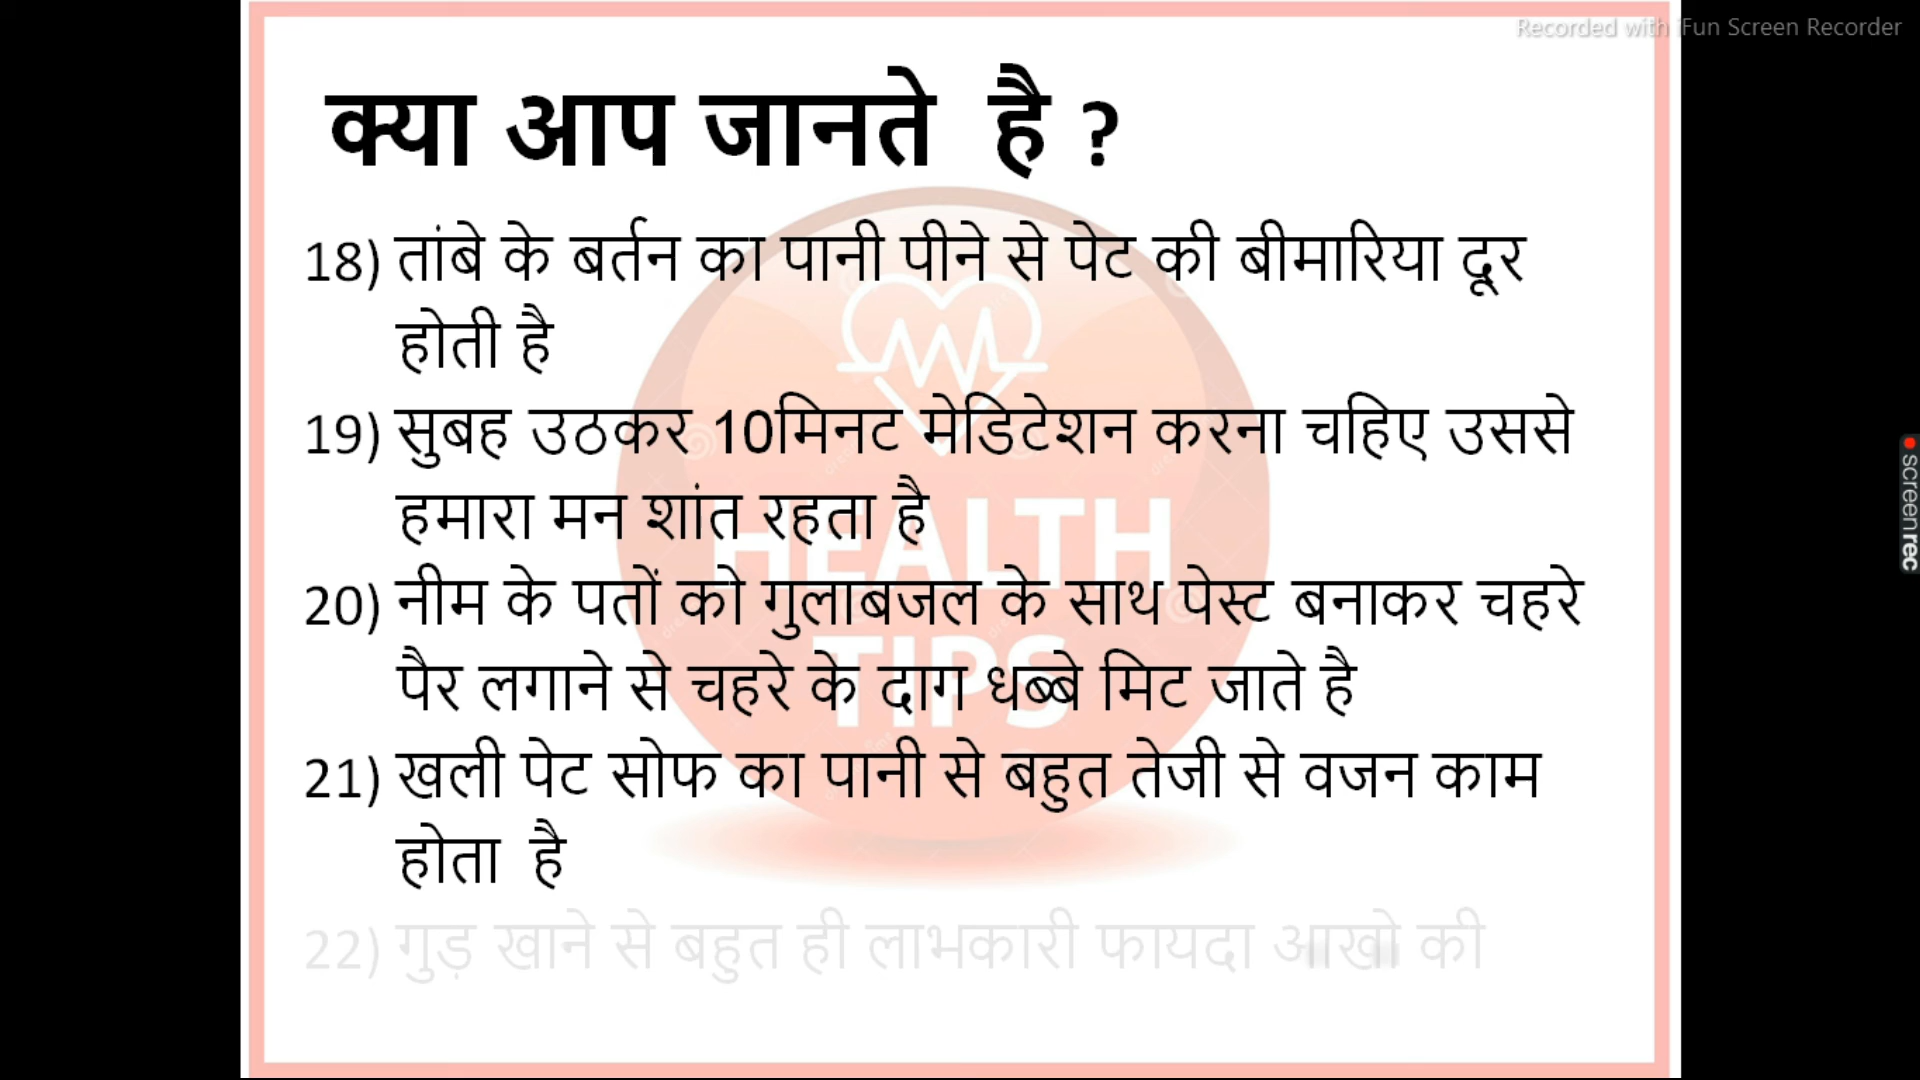 Recorded with iFun Screen Recorder
क्या आप जानते है ?
18) तांबे के बर्तन का पानी पीने से पेट की बीमारिया दूर
होती है
19) सुबह उठकर 10मिनट मेडिटेशन करना चहिए उससे
हमारा मन शांत रहता है
20) नीम के पतों को गुलाबजल के साथ पेस्ट बनाकर चहरे
पैर लगाने से चहरे के दाग धब्बे मिट जाते है
21) खली पेट सोफ का पानी से बहुत तेजी से वजन काम
होता है
22) गुड़ खाने से बहुत ही लाभकारी फायदा आखो की
HEALTH
TIPS
screenrec